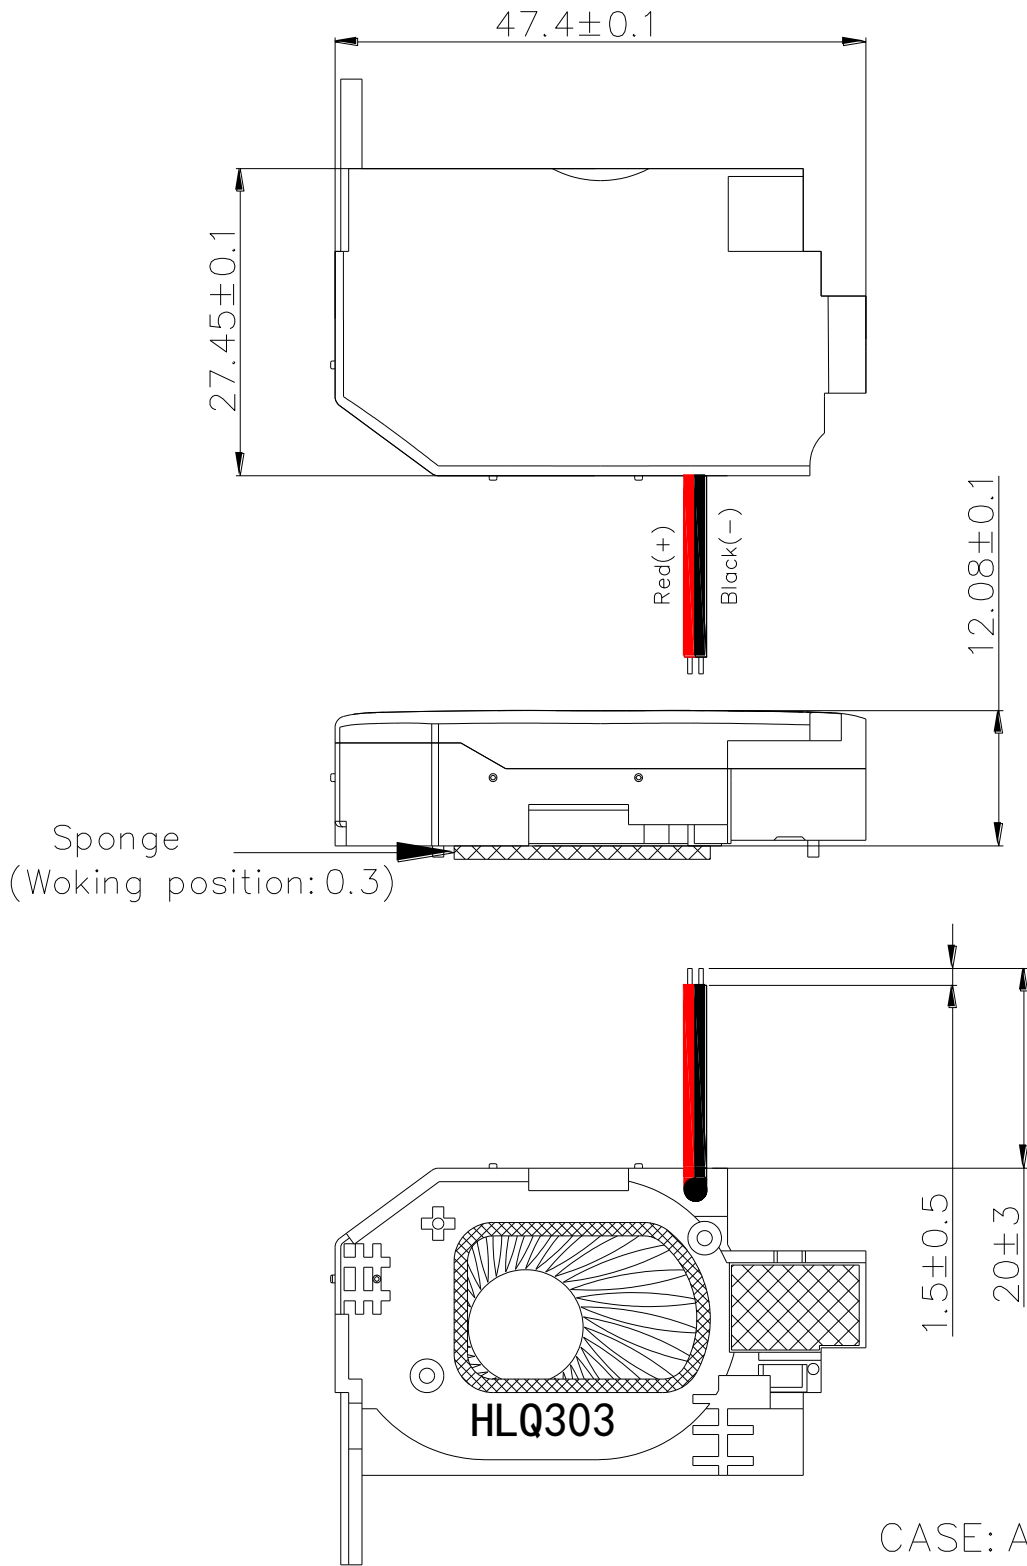 47.4±0.1
27.45±0.1
Red(+)
Black(-)
12.08±0.1
Sponge
(Woking position:0.3)
1.5±0.5
20±3
HLQ303
CASE: A